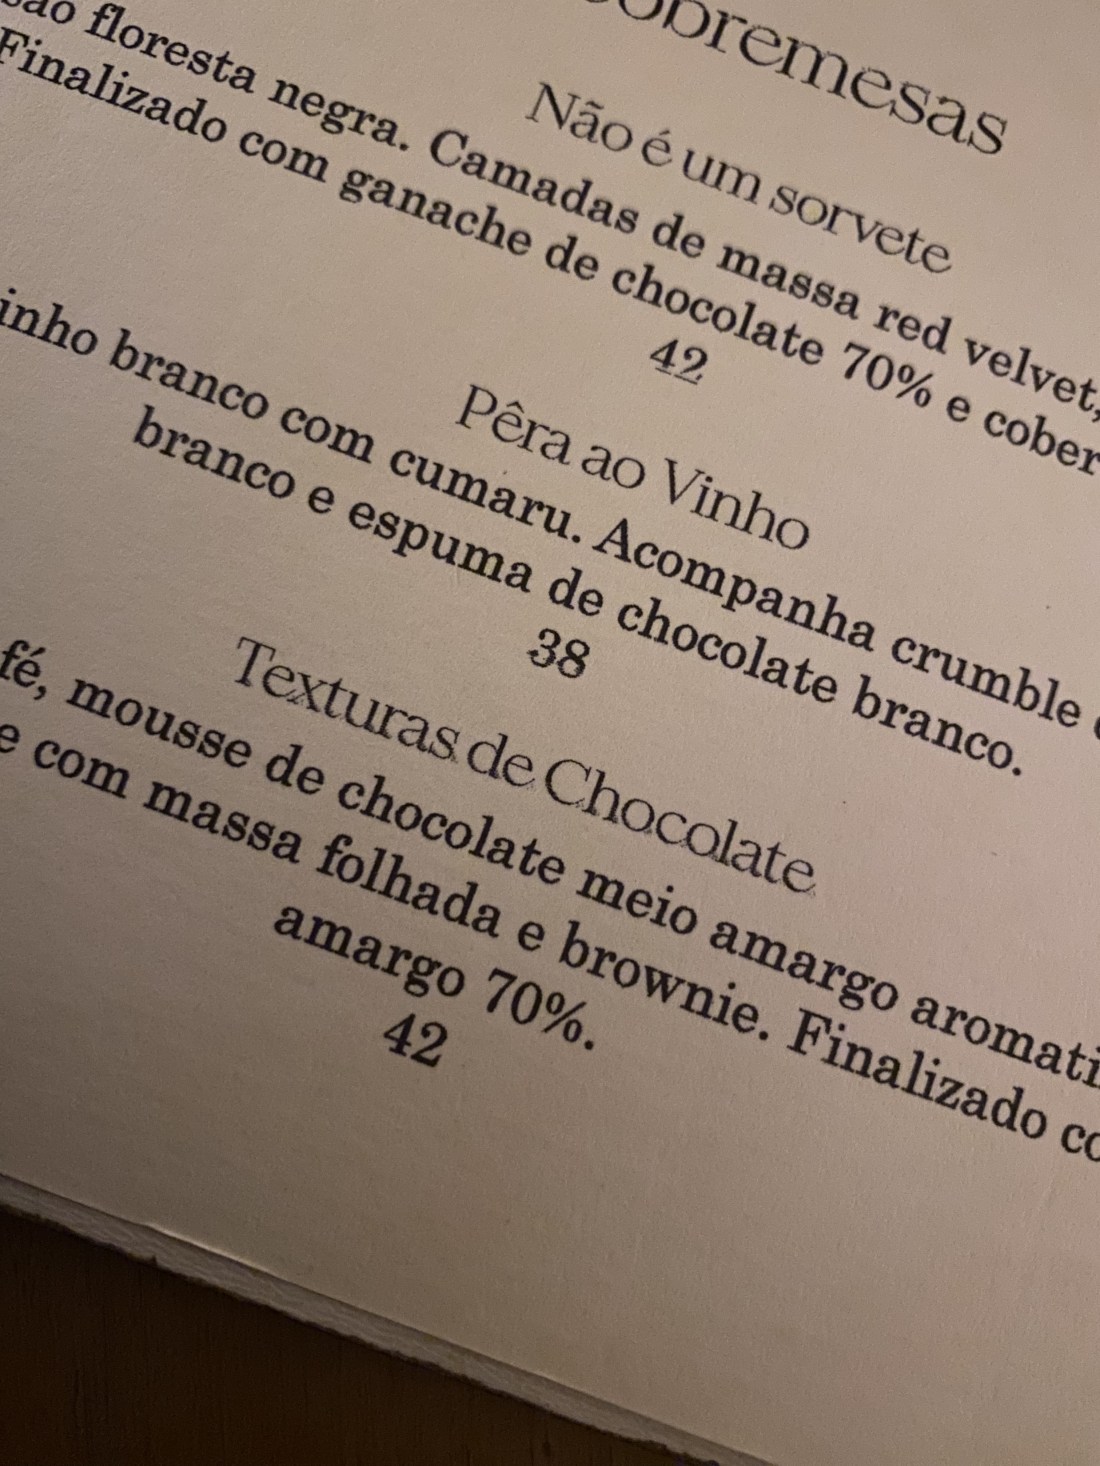 obremesas
Não é um sorvete
floresta negra. Camadas de massa red velvet,
Finalizado com ganache de chocolate 70% e cober
42
Pêra ao Vinho
inho branco com cumaru. Acompanha crumble
branco e espuma de chocolate branco.
38
Texturas de Chocolate
fé, mousse de chocolate meio amargo aromati
e com massa folhada e brownie. Finalizado co
amargo 70%.
42